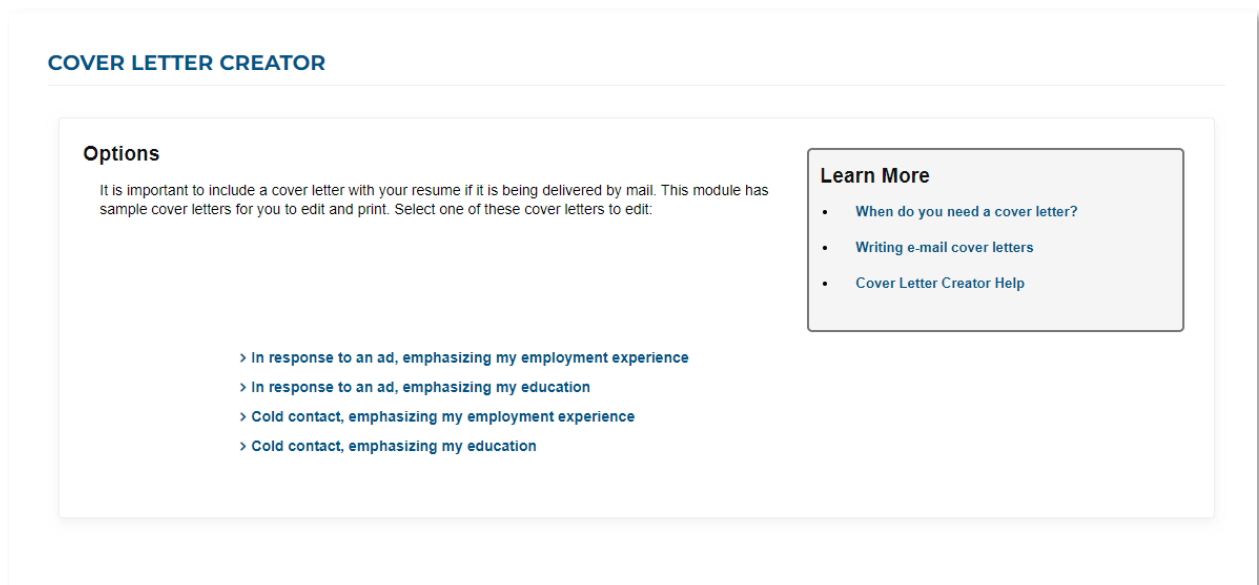 COVER LETTER CREATOR
Options
It is important to include a cover letter with your resume if it is being delivered by mail. This module has
sample cover letters for you to edit and print. Select one of these cover letters to edit:
Learn More
• When do you need a cover letter?
• Writing e-mail cover letters
• Cover Letter Creator Help
> In response to an ad, emphasizing my employment experience
> In response to an ad, emphasizing my education
> Cold contact, emphasizing my employment experience
> Cold contact, emphasizing my education